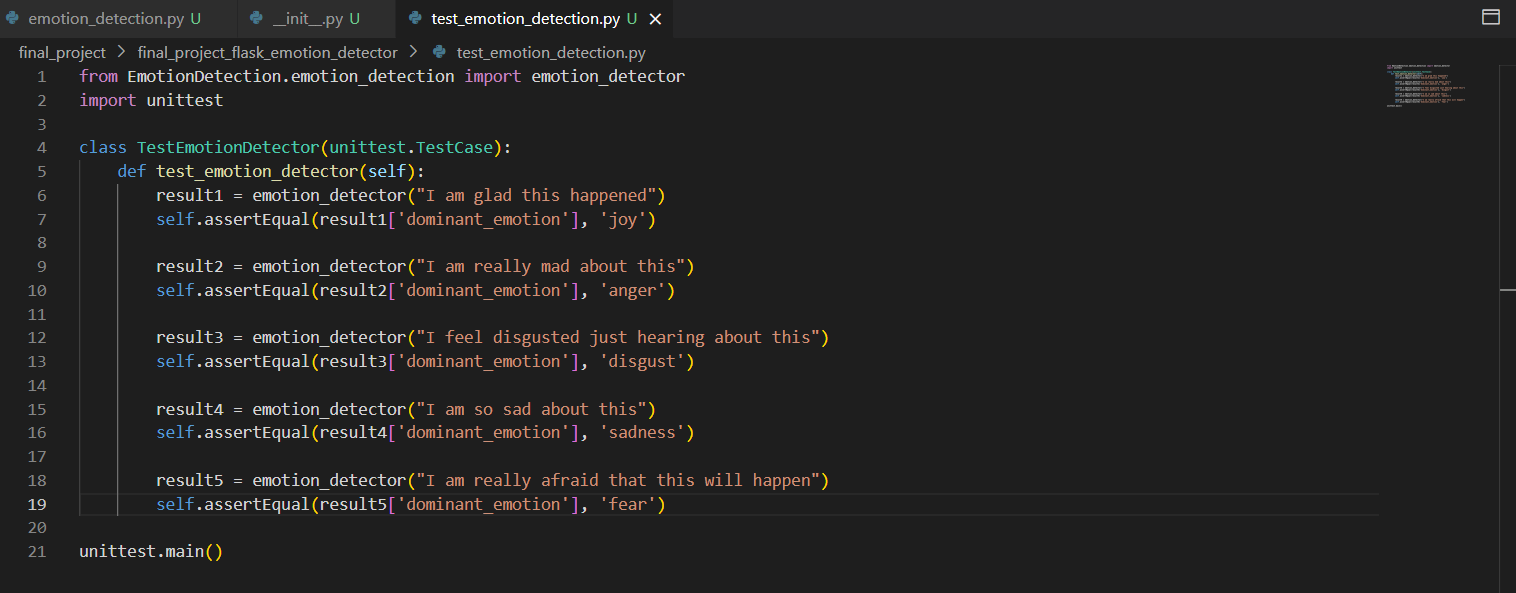 emotion_detection.py U __init__.py U test_emotion_detection.py U
final_project > final_project_flask_emotion_detector > test_emotion_detection.py
1 from EmotionDetection.emotion_detection import emotion_detector
2 import unittest
3
4 class TestEmotionDetector(unittest.TestCase):
5     def test_emotion_detector(self):
6         result1 = emotion_detector("I am glad this happened")
7         self.assertEqual(result1['dominant_emotion'], 'joy')
8
9         result2 = emotion_detector("I am really mad about this")
10         self.assertEqual(result2['dominant_emotion'], 'anger')
11
12         result3 = emotion_detector("I feel disgusted just hearing about this")
13         self.assertEqual(result3['dominant_emotion'], 'disgust')
14
15         result4 = emotion_detector("I am so sad about this")
16         self.assertEqual(result4['dominant_emotion'], 'sadness')
17
18         result5 = emotion_detector("I am really afraid that this will happen")
19         self.assertEqual(result5['dominant_emotion'], 'fear')
20
21 unittest.main()